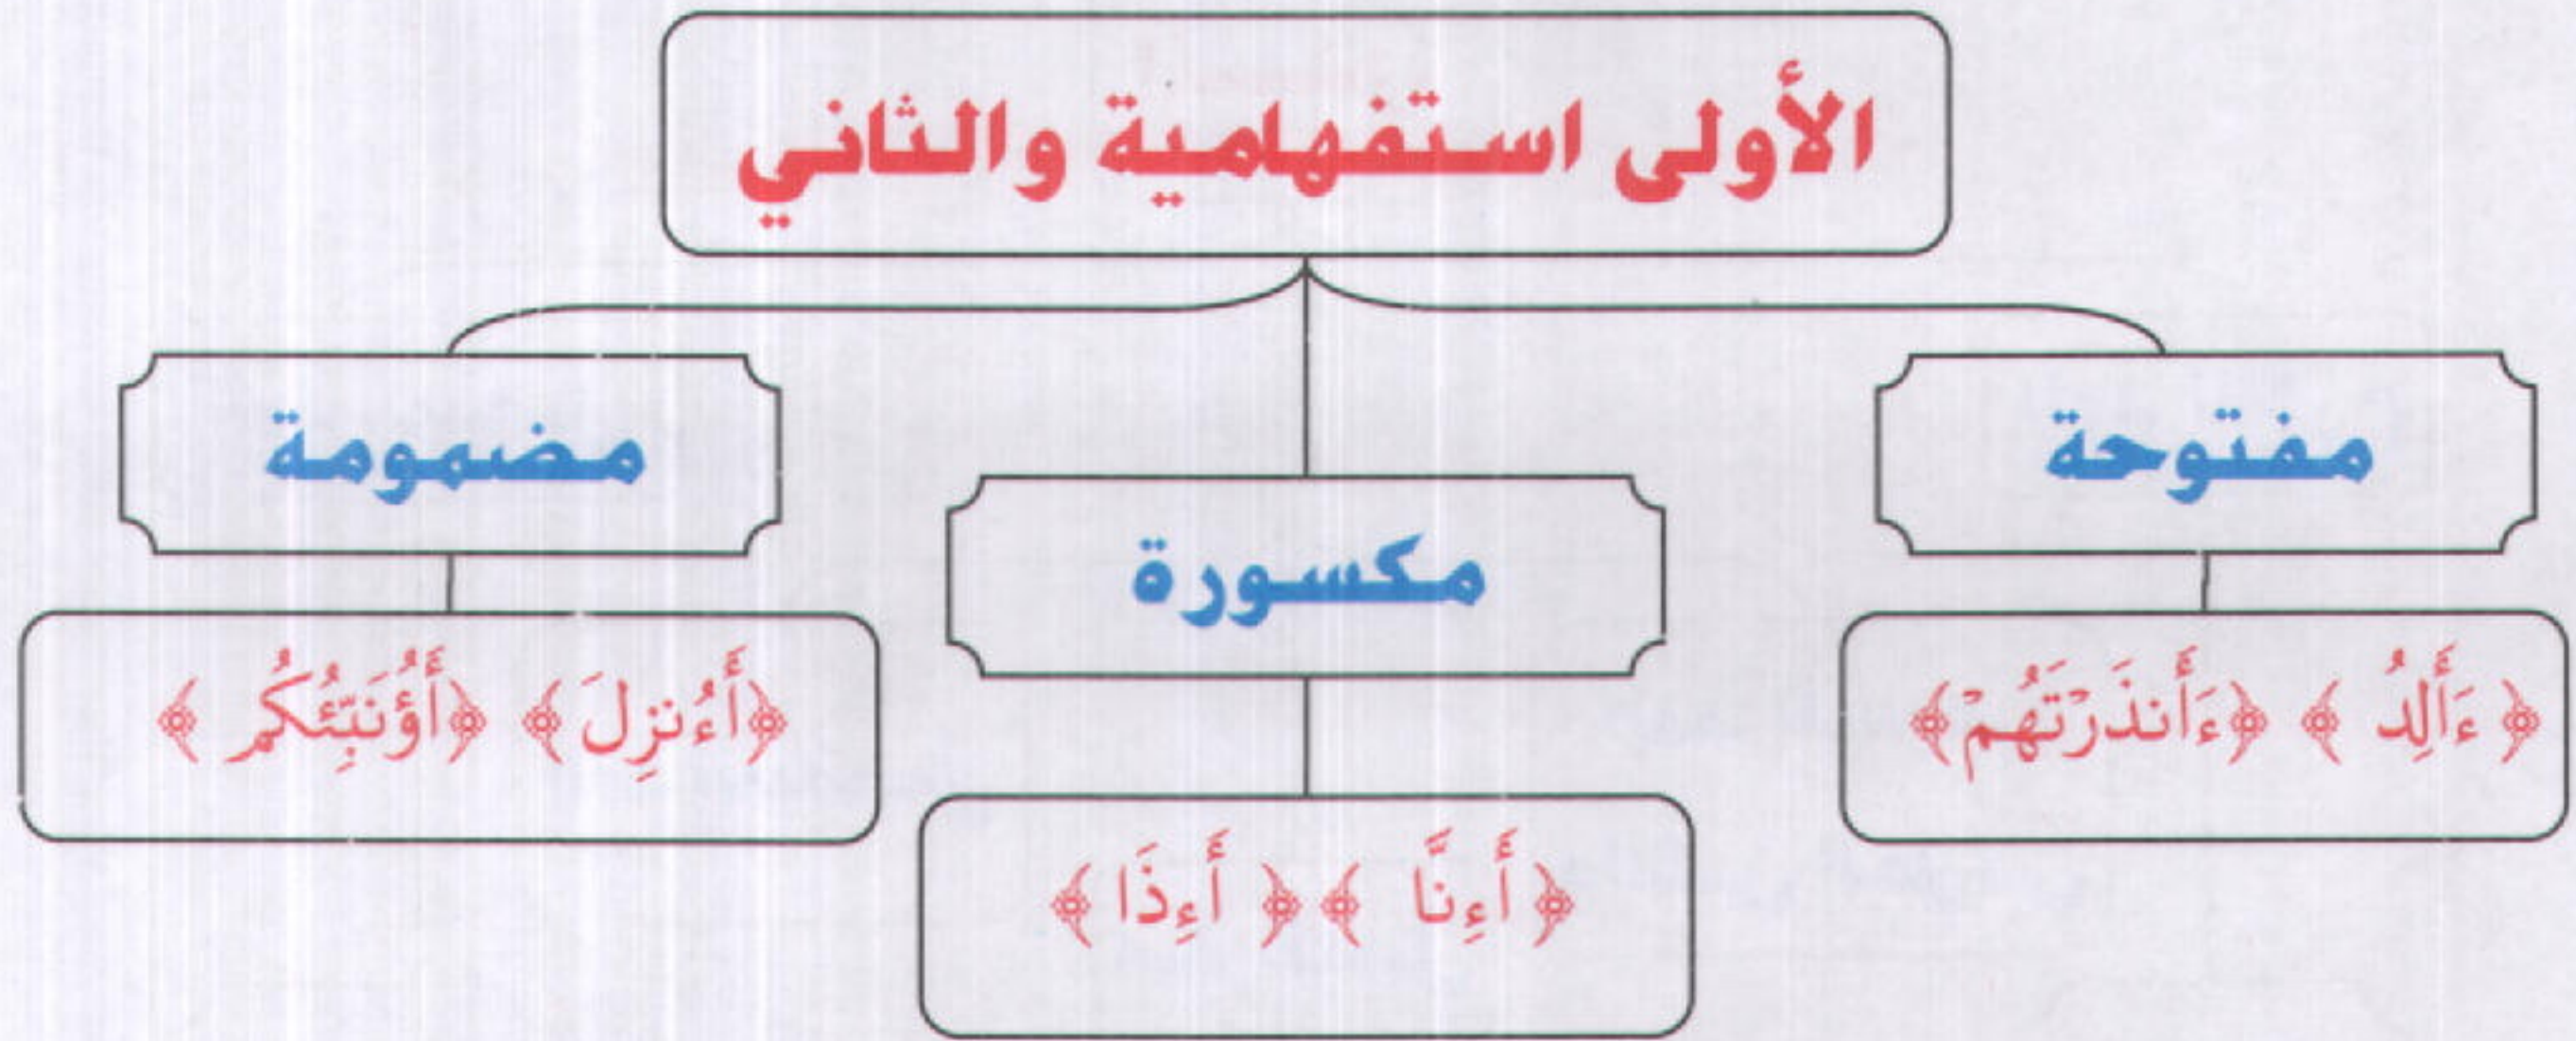 الأولى استفهامية والثاني
مفتوحة
مكسورة
مضمومة
﴿ ءَأَلِدُ ﴾ ﴿ءَأَنذَرْتَهُمْ﴾
﴿ أَءِنَّا ﴾ ﴿ أَءِذَا ﴾
﴿أَءُنزِلَ﴾ ﴿أَؤُنَبِّئُكُم ﴾